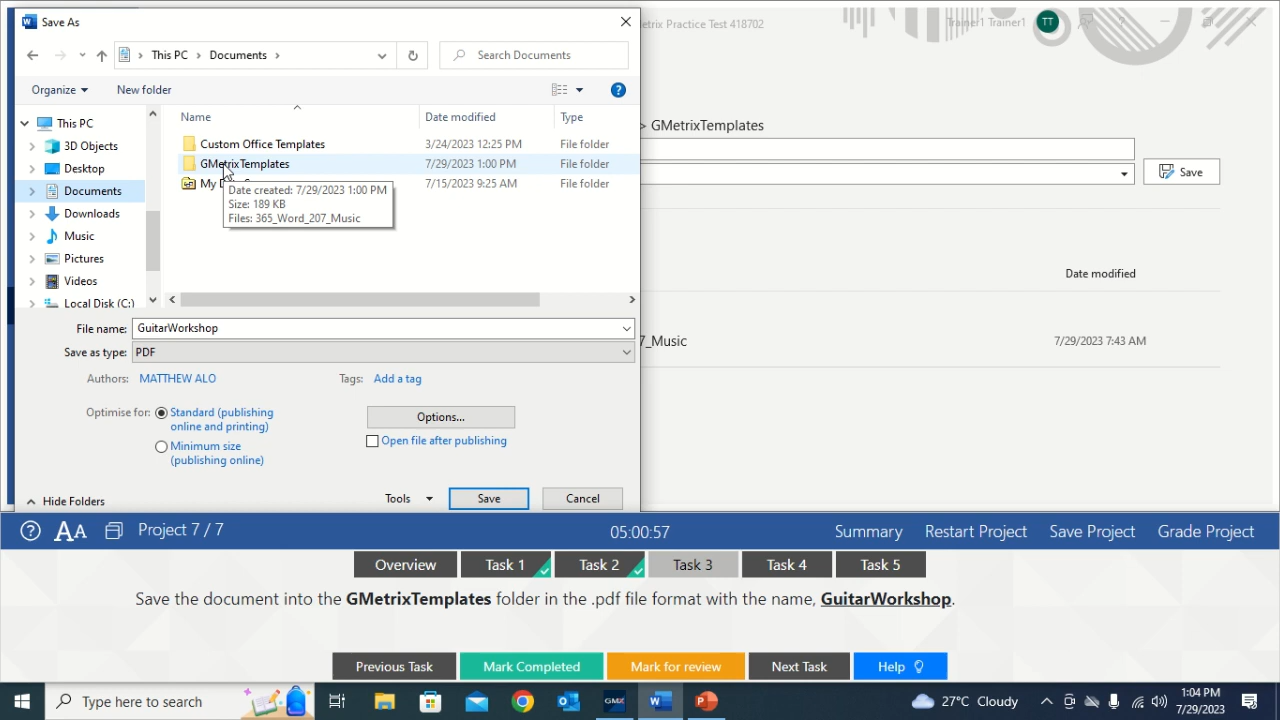 Save As
etrix Practice Test 418702
Trainer1 Trainer1
TT
This PC
Documents
Search Documents
Organize
New folder
Name
Date modified
Type
This PC
3D Objects
Desktop
Documents
Downloads
Music
Pictures
Videos
Local Disk (C:)
Custom Office Templates
3/24/2023 12:25 PM
File folder
GMetrixTemplates
7/29/2023 1:00 PM
File folder
My D
7/15/2023 9:25 AM
File folder
Date created: 7/29/2023 1:00 PM
Size: 189 KB
Files: 365_Word_207_Music
> GMetrixTemplates
Save
Date modified
7_Music
7/29/2023 7:43 AM
File name:
GuitarWorkshop
Save as type:
PDF
Authors:
MATTHEW ALO
Tags:
Add a tag
Optimise for:
Standard (publishing
online and printing)
Minimum size
(publishing online)
Options...
Open file after publishing
Hide Folders
Tools
Save
Cancel
Project 7 / 7
05:00:57
Summary
Restart Project
Save Project
Grade Project
Overview
Task 1
Task 2
Task 3
Task 4
Task 5
Save the document into the GMetrixTemplates folder in the .pdf file format with the name, GuitarWorkshop.
Previous Task
Mark Completed
Mark for review
Next Task
Help
Type here to search
GMX
27°C Cloudy
1:04 PM
7/29/2023